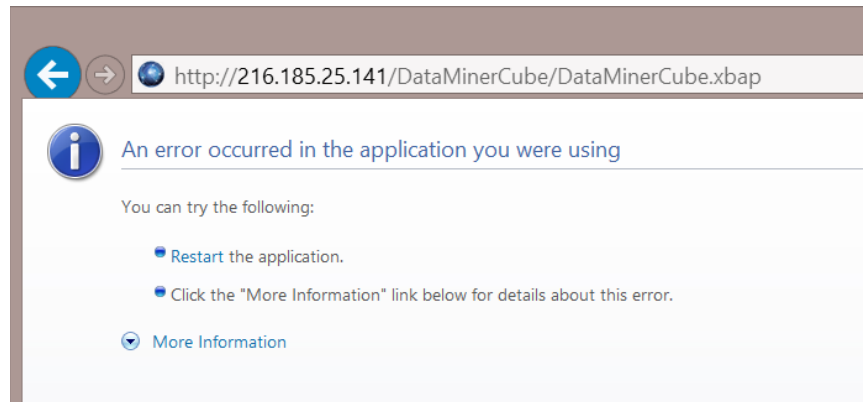 http://216.185.25.141/DataMinerCube/DataMinerCube.xbap
An error occurred in the application you were using
You can try the following:
Restart the application.
Click the "More Information" link below for details about this error.
More Information